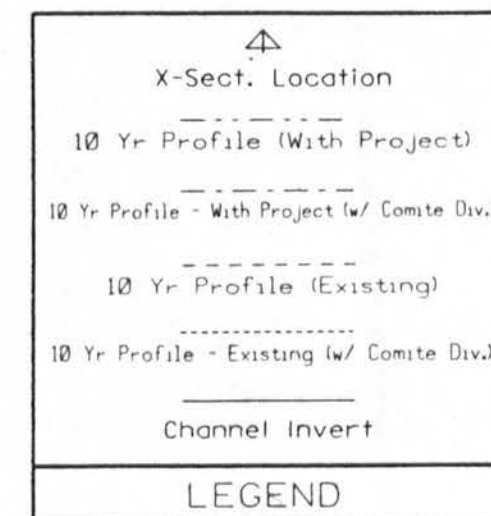 X-Sect. Location
10 Yr Profile (With Project)
10 Yr Profile - With Project (w/ Comite Div.)
10 Yr Profile (Existing)
10 Yr Profile - Existing (w/ Comite Div.)
Channel Invert
LEGEND